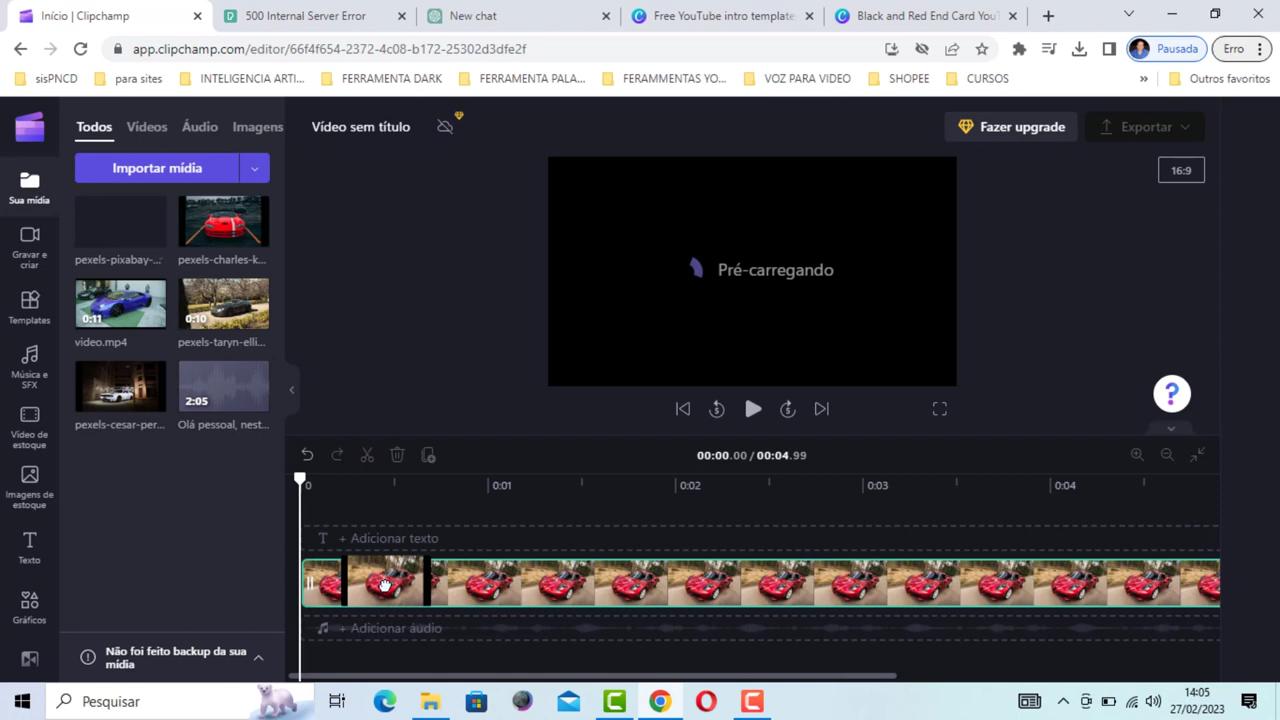 Início | Clipchamp
500 Internal Server Error
New chat
Free YouTube intro template
Black and Red End Card You
app.clipchamp.com/editor/66f4f654-2372-4c08-b172-25302d3dfe2f
Pausada
Erro
sisPNCD
para sites
INTELIGENCIA ARTI...
FERRAMENTA DARK
FERRAMENTA PALA...
FERAMMENTAS YO...
VOZ PARA VIDEO
SHOPEE
CURSOS
»
Outros favoritos
Todos
Vídeos
Áudio
Imagens
Vídeo sem título
Fazer upgrade
Exportar
Importar mídia
16:9
Sua mídia
pexels-pixabay-...
pexels-charles-k...
Gravar e
criar
Pré-carregando
0:11
0:10
Templates
video.mp4
pexels-taryn-elli...
Música e
SFX
2:05
pexels-cesar-per...
Olá pessoal, nest...
5
5
?
Vídeo de
estoque
00:00.00 / 00:04.99
Imagens de
estoque
0
0:01
0:02
0:03
0:04
T + Adicionar texto
Texto
Gráficos
+ Adicionar áudio
Não foi feito backup da sua
mídia
Pesquisar
14:05
27/02/2023